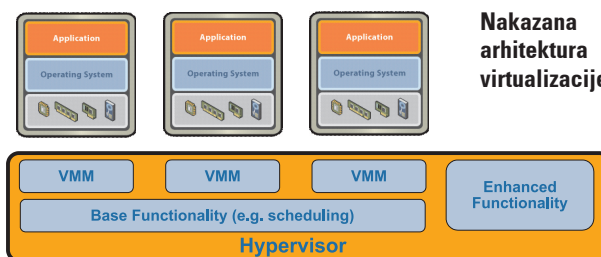 Nakazana
arhitektura
virtualizacije
Application
Application
Application
Operating System
Operating System
Operating System
VMM
VMM
VMM
Enhanced
Functionality
Base Functionality (e.g. scheduling)
Hypervisor